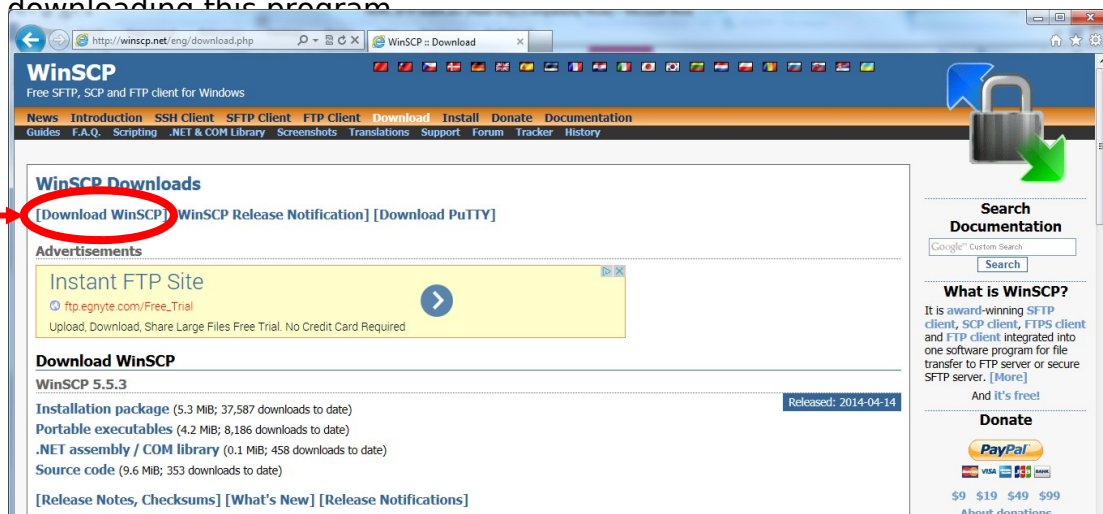 downloading this program
http://winscp.net/eng/download.php
WinSCP :: Download
WinSCP
Free SFTP, SCP and FTP client for Windows
News Introduction SSH Client SFTP Client FTP Client Download Install Donate Documentation
Guides F.A.Q. Scripting .NET & COM Library Screenshots Translations Support Forum Tracker History
WinSCP Downloads
[Download WinSCP] [WinSCP Release Notification] [Download PuTTY]
Advertisements
Instant FTP Site
ftp.egnyte.com/Free_Trial
Upload, Download, Share Large Files Free Trial. No Credit Card Required
Download WinSCP
WinSCP 5.5.3
Released: 2014-04-14
Installation package (5.3 MiB; 37,587 downloads to date)
Portable executables (4.2 MiB; 8,186 downloads to date)
.NET assembly / COM library (0.1 MiB; 458 downloads to date)
Source code (9.6 MiB; 353 downloads to date)
[Release Notes, Checksums] [What's New] [Release Notifications]
Search
Documentation
Google™ Custom Search
Search
What is WinSCP?
It is award-winning SFTP
client, SCP client, FTPS client
and FTP client integrated into
one software program for file
transfer to FTP server or secure
SFTP server. [More]
And it's free!
Donate
PayPal
VISA
$9 $19 $49 $99
About donations